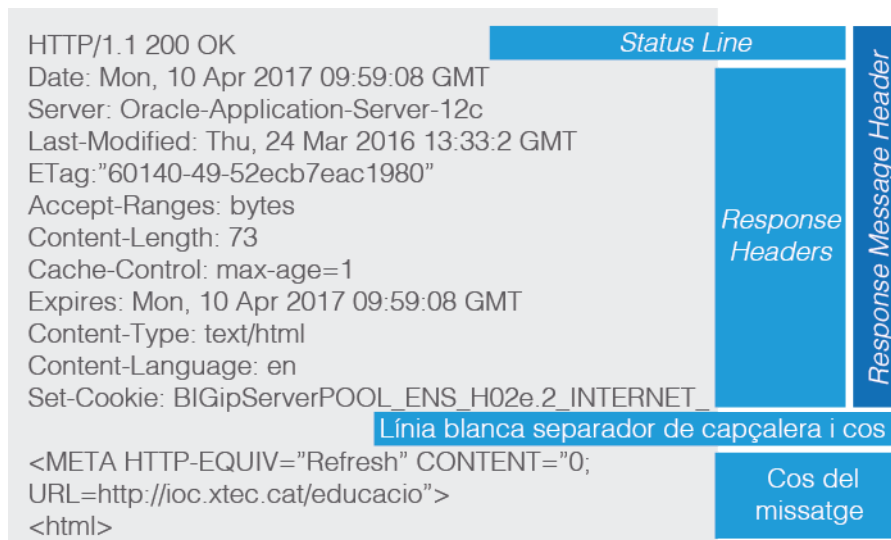 HTTP/1.1 200 OK
Status Line
Date: Mon, 10 Apr 2017 09:59:08 GMT
Server: Oracle-Application-Server-12c
Last-Modified: Thu, 24 Mar 2016 13:33:2 GMT
ETag:”60140-49-52ecb7eac1980”
Accept-Ranges: bytes
Content-Length: 73
Cache-Control: max-age=1
Expires: Mon, 10 Apr 2017 09:59:08 GMT
Content-Type: text/html
Content-Language: en
Set-Cookie: BIGipServerPOOL_ENS_H02e.2_INTERNET_
Response
Headers
Response Message Header
Línia blanca separador de capçalera i cos
<META HTTP-EQUIV=”Refresh” CONTENT=”0;
URL=http://ioc.xtec.cat/educacio”>
<html>
Cos del
missatge